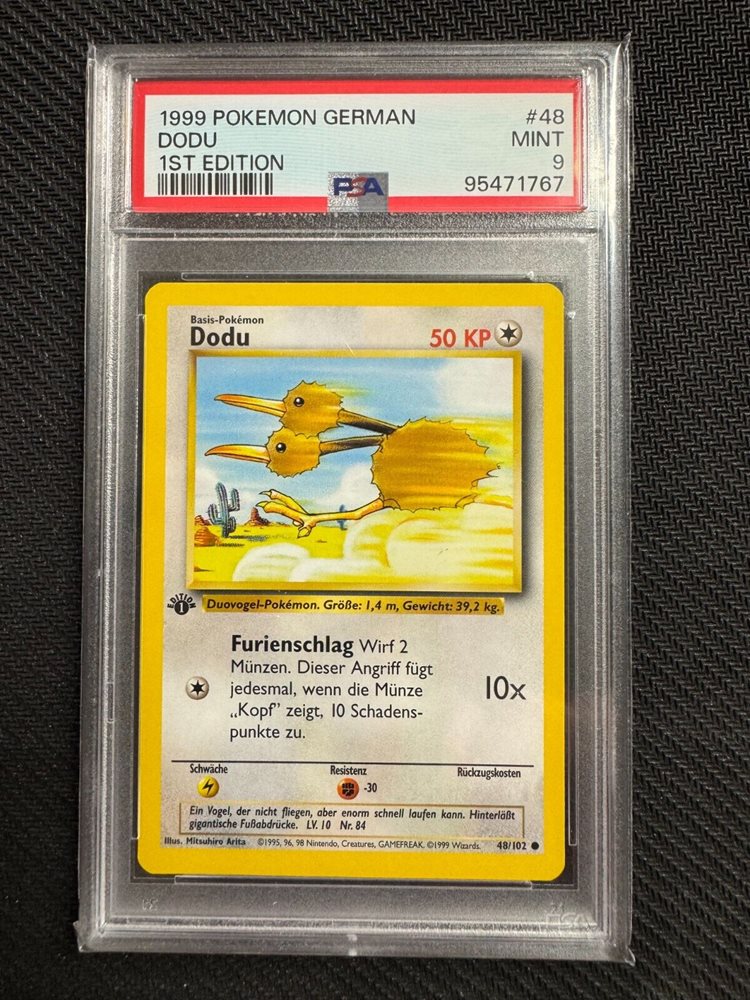 1999 POKEMON GERMAN #48
DODU MINT
1ST EDITION 9
PSA 95471767
Basis-Pokémon
Dodu 50 KP
EDITION 1
Duovogel-Pokémon. Größe: 1,4 m, Gewicht: 39,2 kg.
Furienschlag Wirf 2
Münzen. Dieser Angriff fügt
jedesmal, wenn die Münze
„Kopf” zeigt, 10 Schadens-
punkte zu.
10x
Schwäche Resistenz Rückzugskosten
-30
Ein Vogel, der nicht fliegen, aber enorm schnell laufen kann. Hinterläßt
gigantische Fußabdrücke. LV. 10 Nr. 84
Illus. Mitsuhiro Arita ©1995, 96, 98 Nintendo, Creatures, GAMEFREAK. ©1999 Wizards. 48/102
PSA